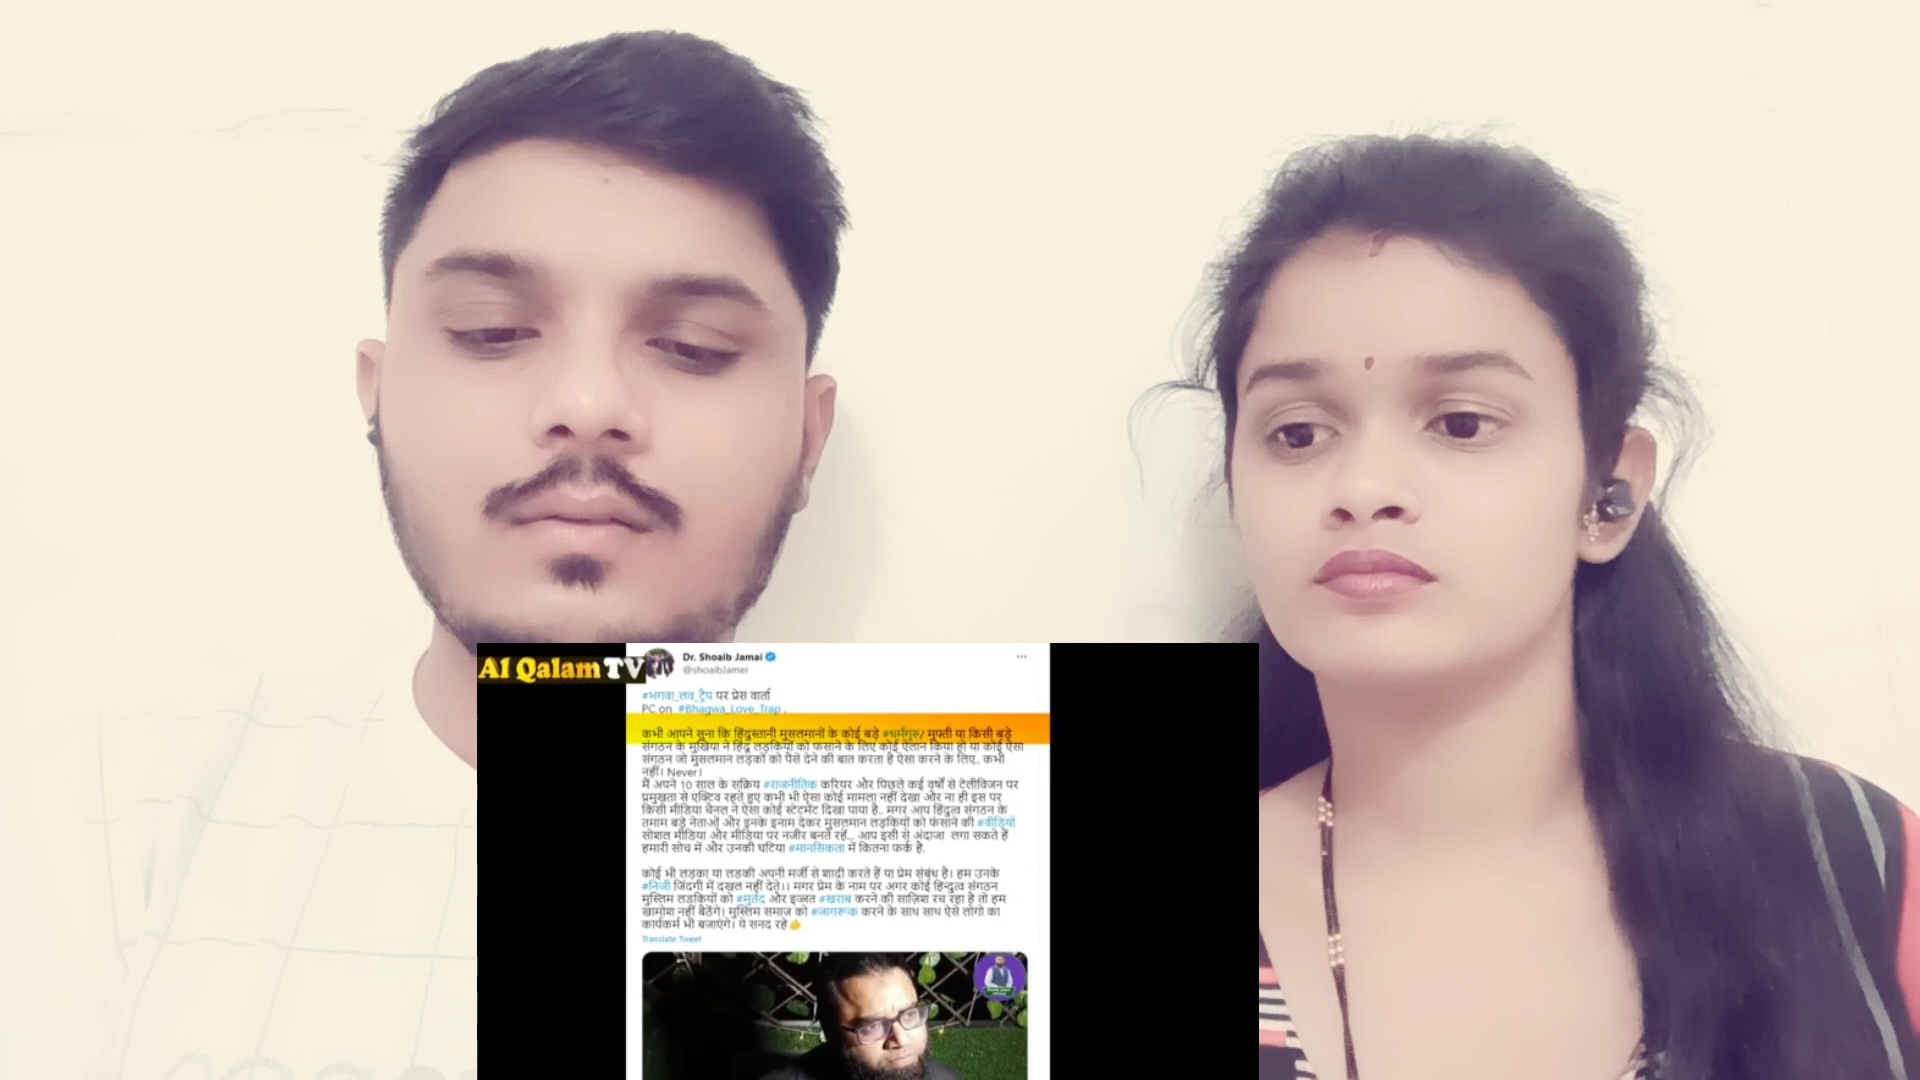 Al Qalam TV
Dr. Shoaib Jamai
@shoaibJamei
#भगवा_लव_ट्रैप पर प्रेस वार्ता
PC on #Bhagwa_Love_Trap .
कभी आपने सुना कि हिंदुस्तानी मुसलमानों के कोई बड़े #धर्मगुरु/ मुफ्ती या किसी बड़े
संगठन के मुखिया ने हिंदू लड़कियों को फसाने के लिए कोई ऐलान किया हो या कोई ऐसा
संगठन जो मुसलमान लड़कों को पैसे देने की बात करता है ऐसा करने के लिए.. कभी
नहीं। Never।
मैं अपने 10 साल के सक्रिय #राजनीतिक करियर और पिछले कई वर्षों से टेलीविजन पर
प्रमुखता से एक्टिव रहते हुए कभी भी ऐसा कोई मामला नहीं देखा और ना ही इस पर
किसी मीडिया चैनल ने ऐसा कोई स्टेटमेंट दिखा पाया है.. मगर आप हिंदुत्व संगठन के
तमाम बड़े नेताओं और इनके इनाम देकर मुसलमान लड़कियों को फंसाने की #वीडियो
सोशल मीडिया और मीडिया पर नजीर बनते रहें... आप इसी से अंदाजा लगा सकते हैं
हमारी सोच में और उनकी घटिया #मानसिकता में कितना फर्क है.
कोई भी लड़का या लडकी अपनी मर्जी से शादी करते हैं या प्रेम संबंध है। हम उनके
#निजी जिंदगी में दखल नहीं देते।। मगर प्रेम के नाम पर अगर कोई हिन्दुत्व संगठन
मुस्लिम लड़कियों को #मुर्तद और इज्जत #खराब करने की साज़िश रच रहा है तो हम
खामोश नहीं बैठेंगे। मुस्लिम समाज को #जागरूक करने के साथ साथ ऐसे लोगो का
कार्यकर्म भी बजाएंगे। ये सनद रहे
Translate Tweet